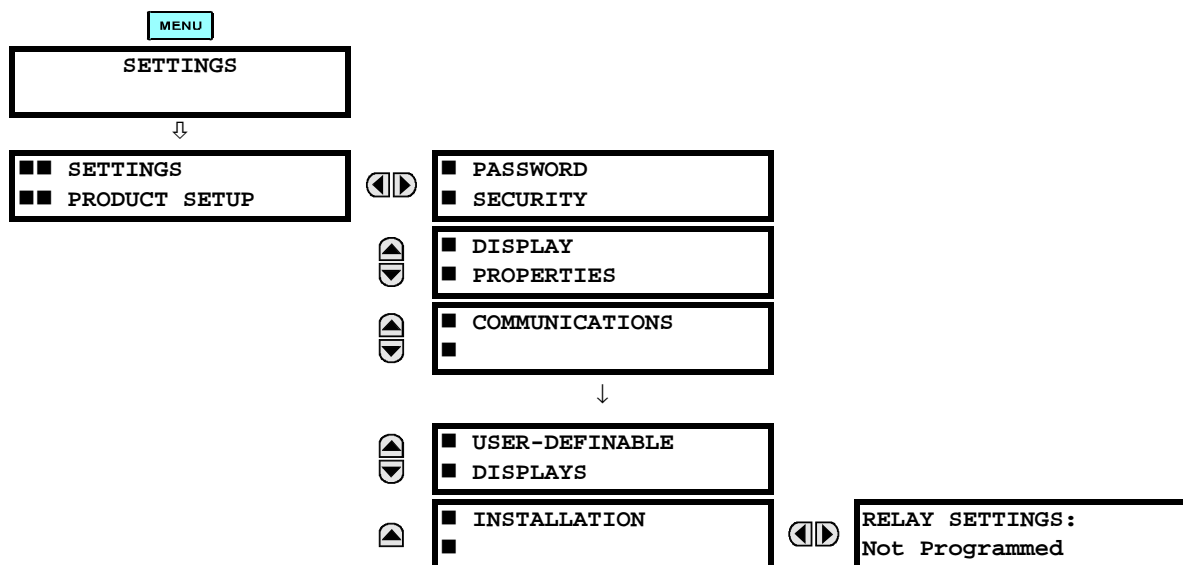 MENU
SETTINGS
■■ SETTINGS
■■ PRODUCT SETUP
■ PASSWORD
■ SECURITY
■ DISPLAY
■ PROPERTIES
■ COMMUNICATIONS
■
■ USER-DEFINABLE
■ DISPLAYS
■ INSTALLATION
■
RELAY SETTINGS:
Not Programmed